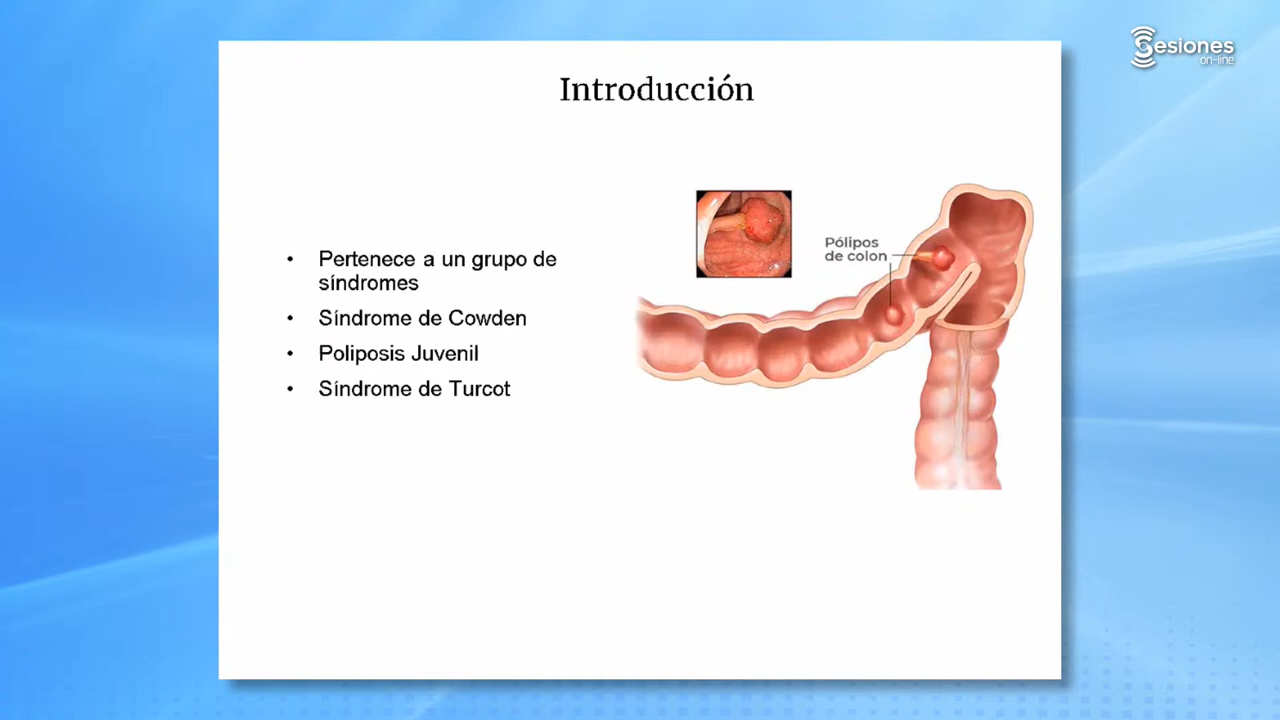 Sesiones
on-line
Introducción
Pólipos
de colon
• Pertenece a un grupo de
síndromes
• Síndrome de Cowden
• Poliposis Juvenil
• Síndrome de Turcot